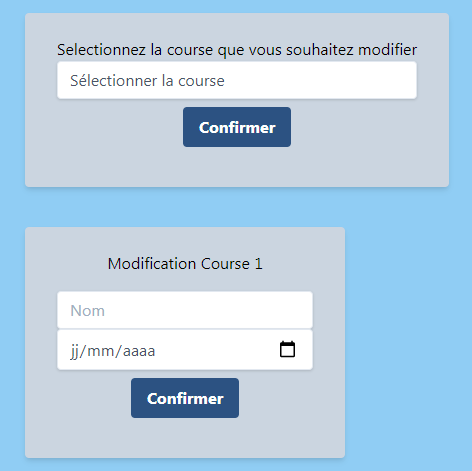 Selectionnez la course que vous souhaitez modifier
Sélectionner la course
Confirmer
Modification Course 1
Nom
jj/mm/aaaa
Confirmer